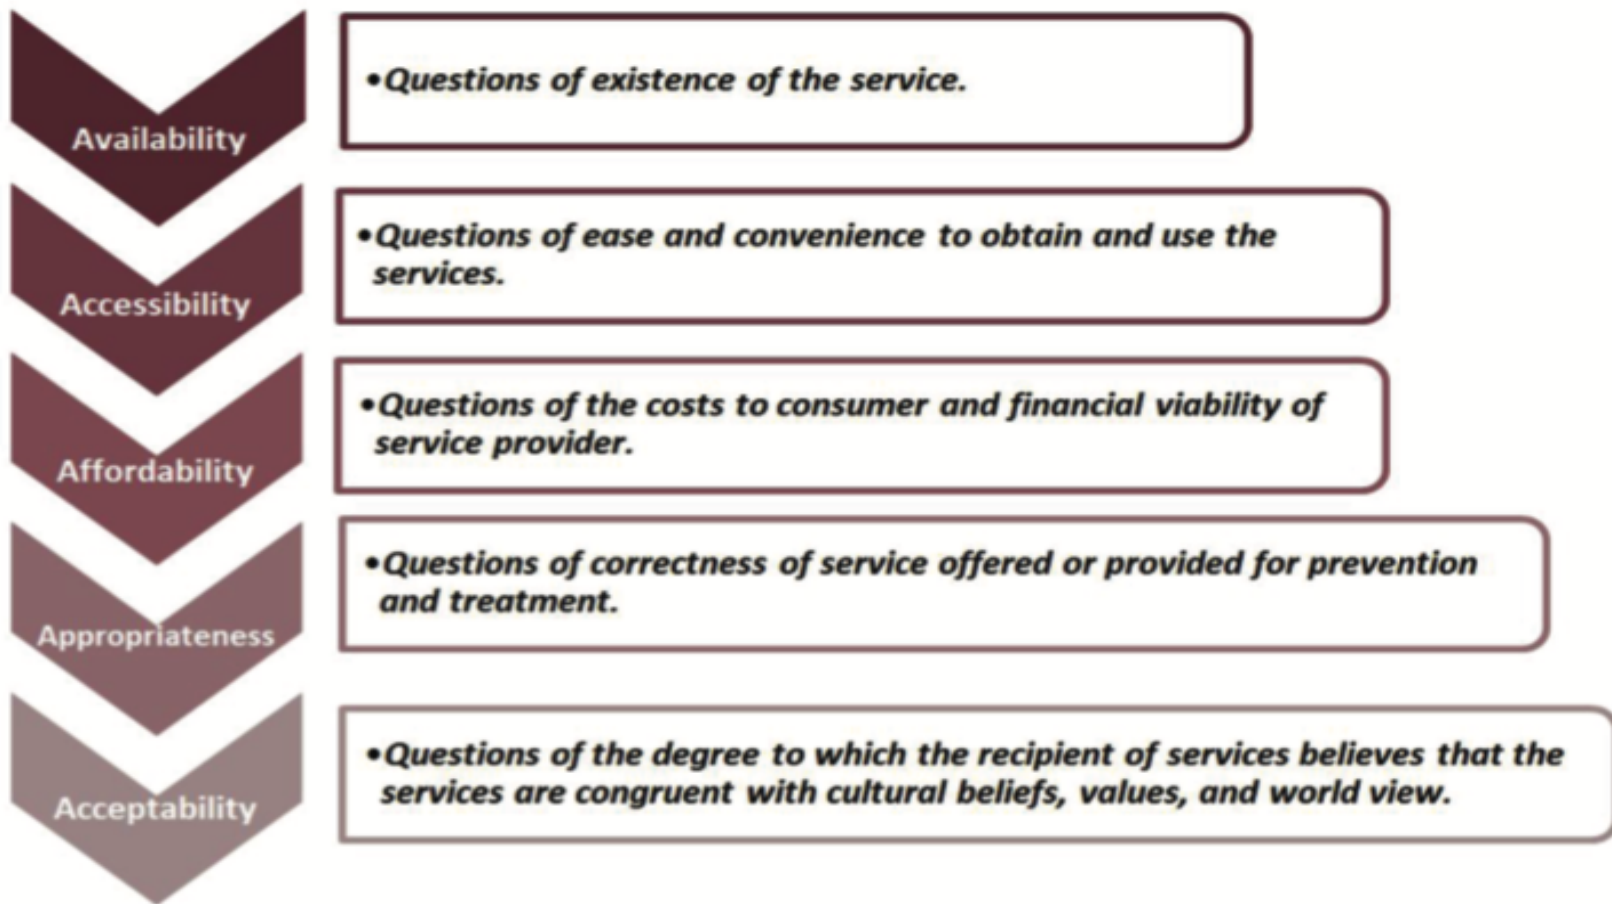 Availability
•Questions of existence of the service.
Accessibility
•Questions of ease and convenience to obtain and use the
services.
Affordability
•Questions of the costs to consumer and financial viability of
service provider.
Appropriateness
•Questions of correctness of service offered or provided for prevention
and treatment.
Acceptability
•Questions of the degree to which the recipient of services believes that the
services are congruent with cultural beliefs, values, and world view.